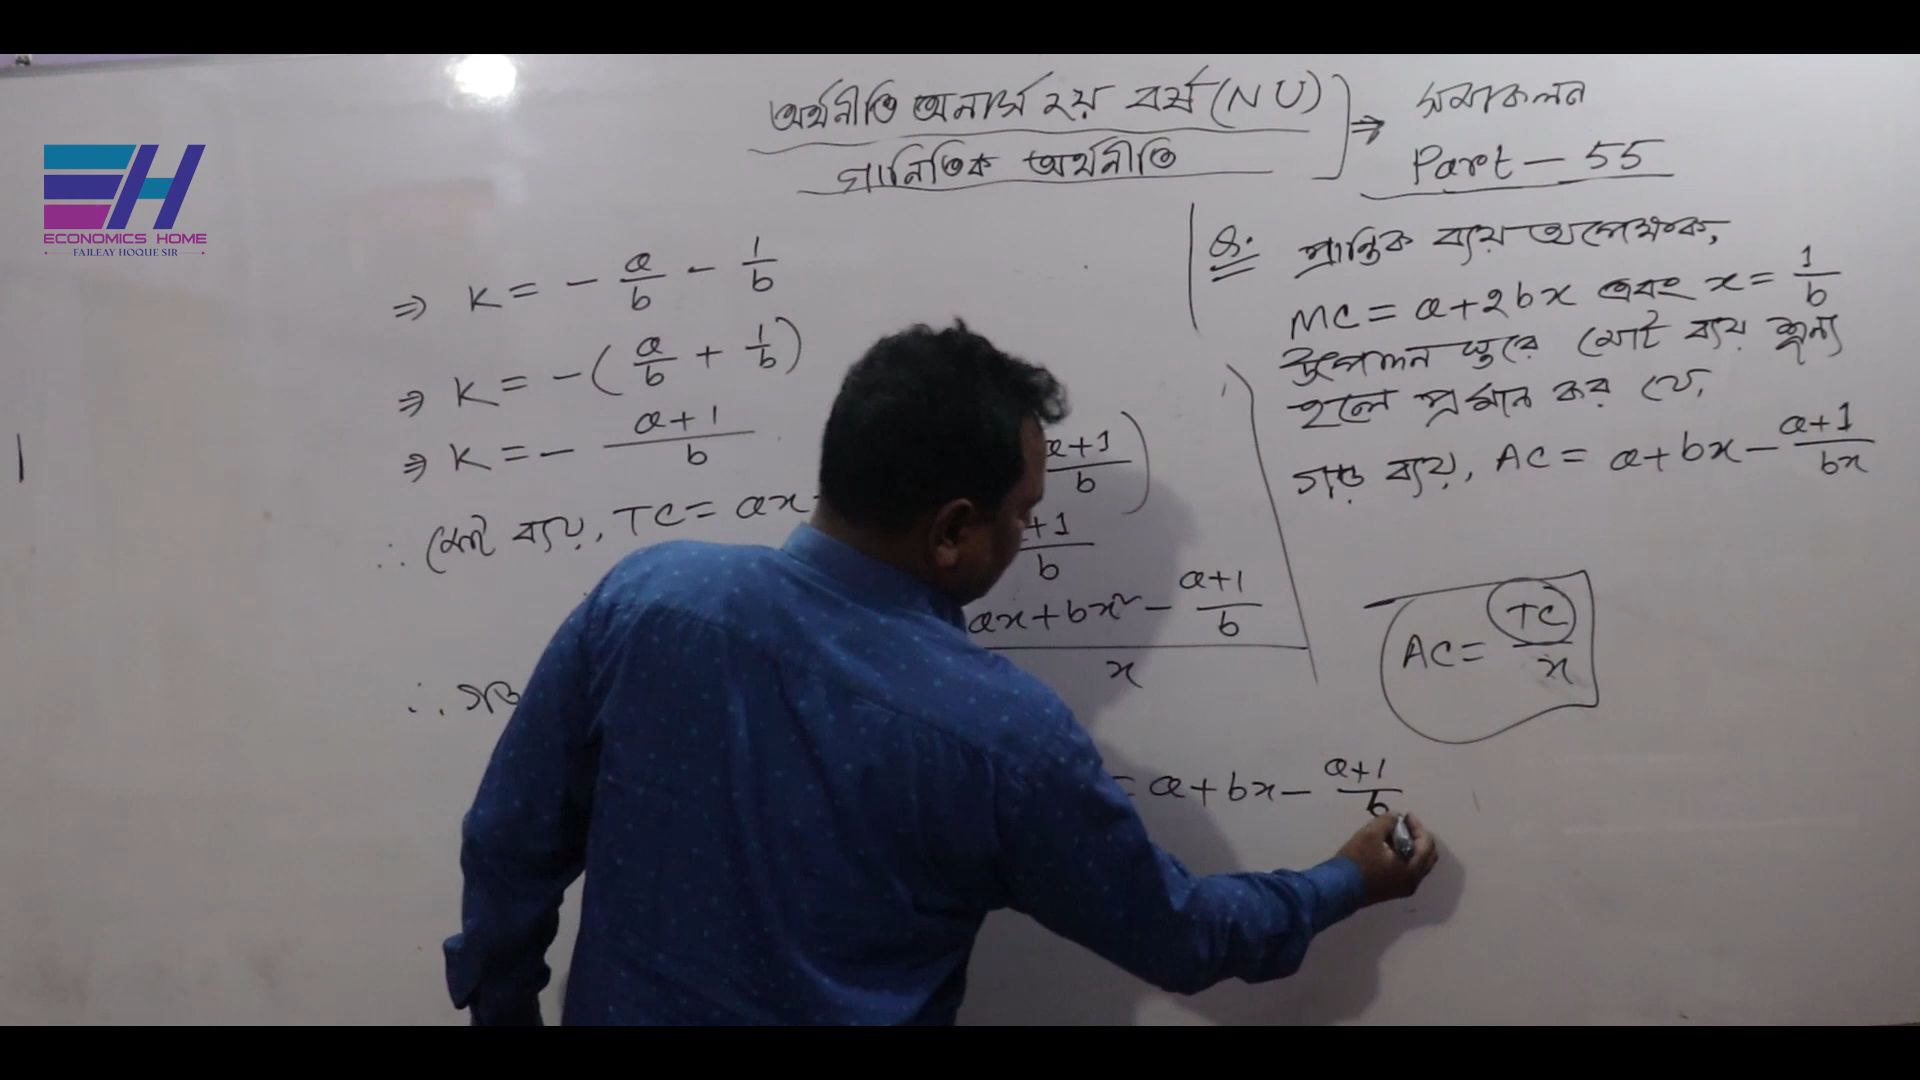 অর্থনীতি অনার্স ২য় বর্ষ (NU)
গানিতিক অর্থনীতি
⇒ সমাকলন
Part - 55
ECONOMICS HOME
FAILEAY HOQUE SIR
⇒ K = - a/b - 1/b
⇒ K = -(a/b + 1/b)
⇒ K = - (a+1)/b
∴ মোট ব্যয়, TC = ax
a+1/b)
+1/b
ax + bx² - (a+1)/b
x
∴ গড়
= a + bx - (a+1)/b
Q: প্রান্তিক ব্যয় অপেক্ষক,
MC = a + 2bx এবং x = 1/b
উৎপাদন স্তরে মোট ব্যয় শূন্য
হলে প্রমান কর যে,
গড় ব্যয়, AC = a + bx - (a+1)/bx
AC = TC/x